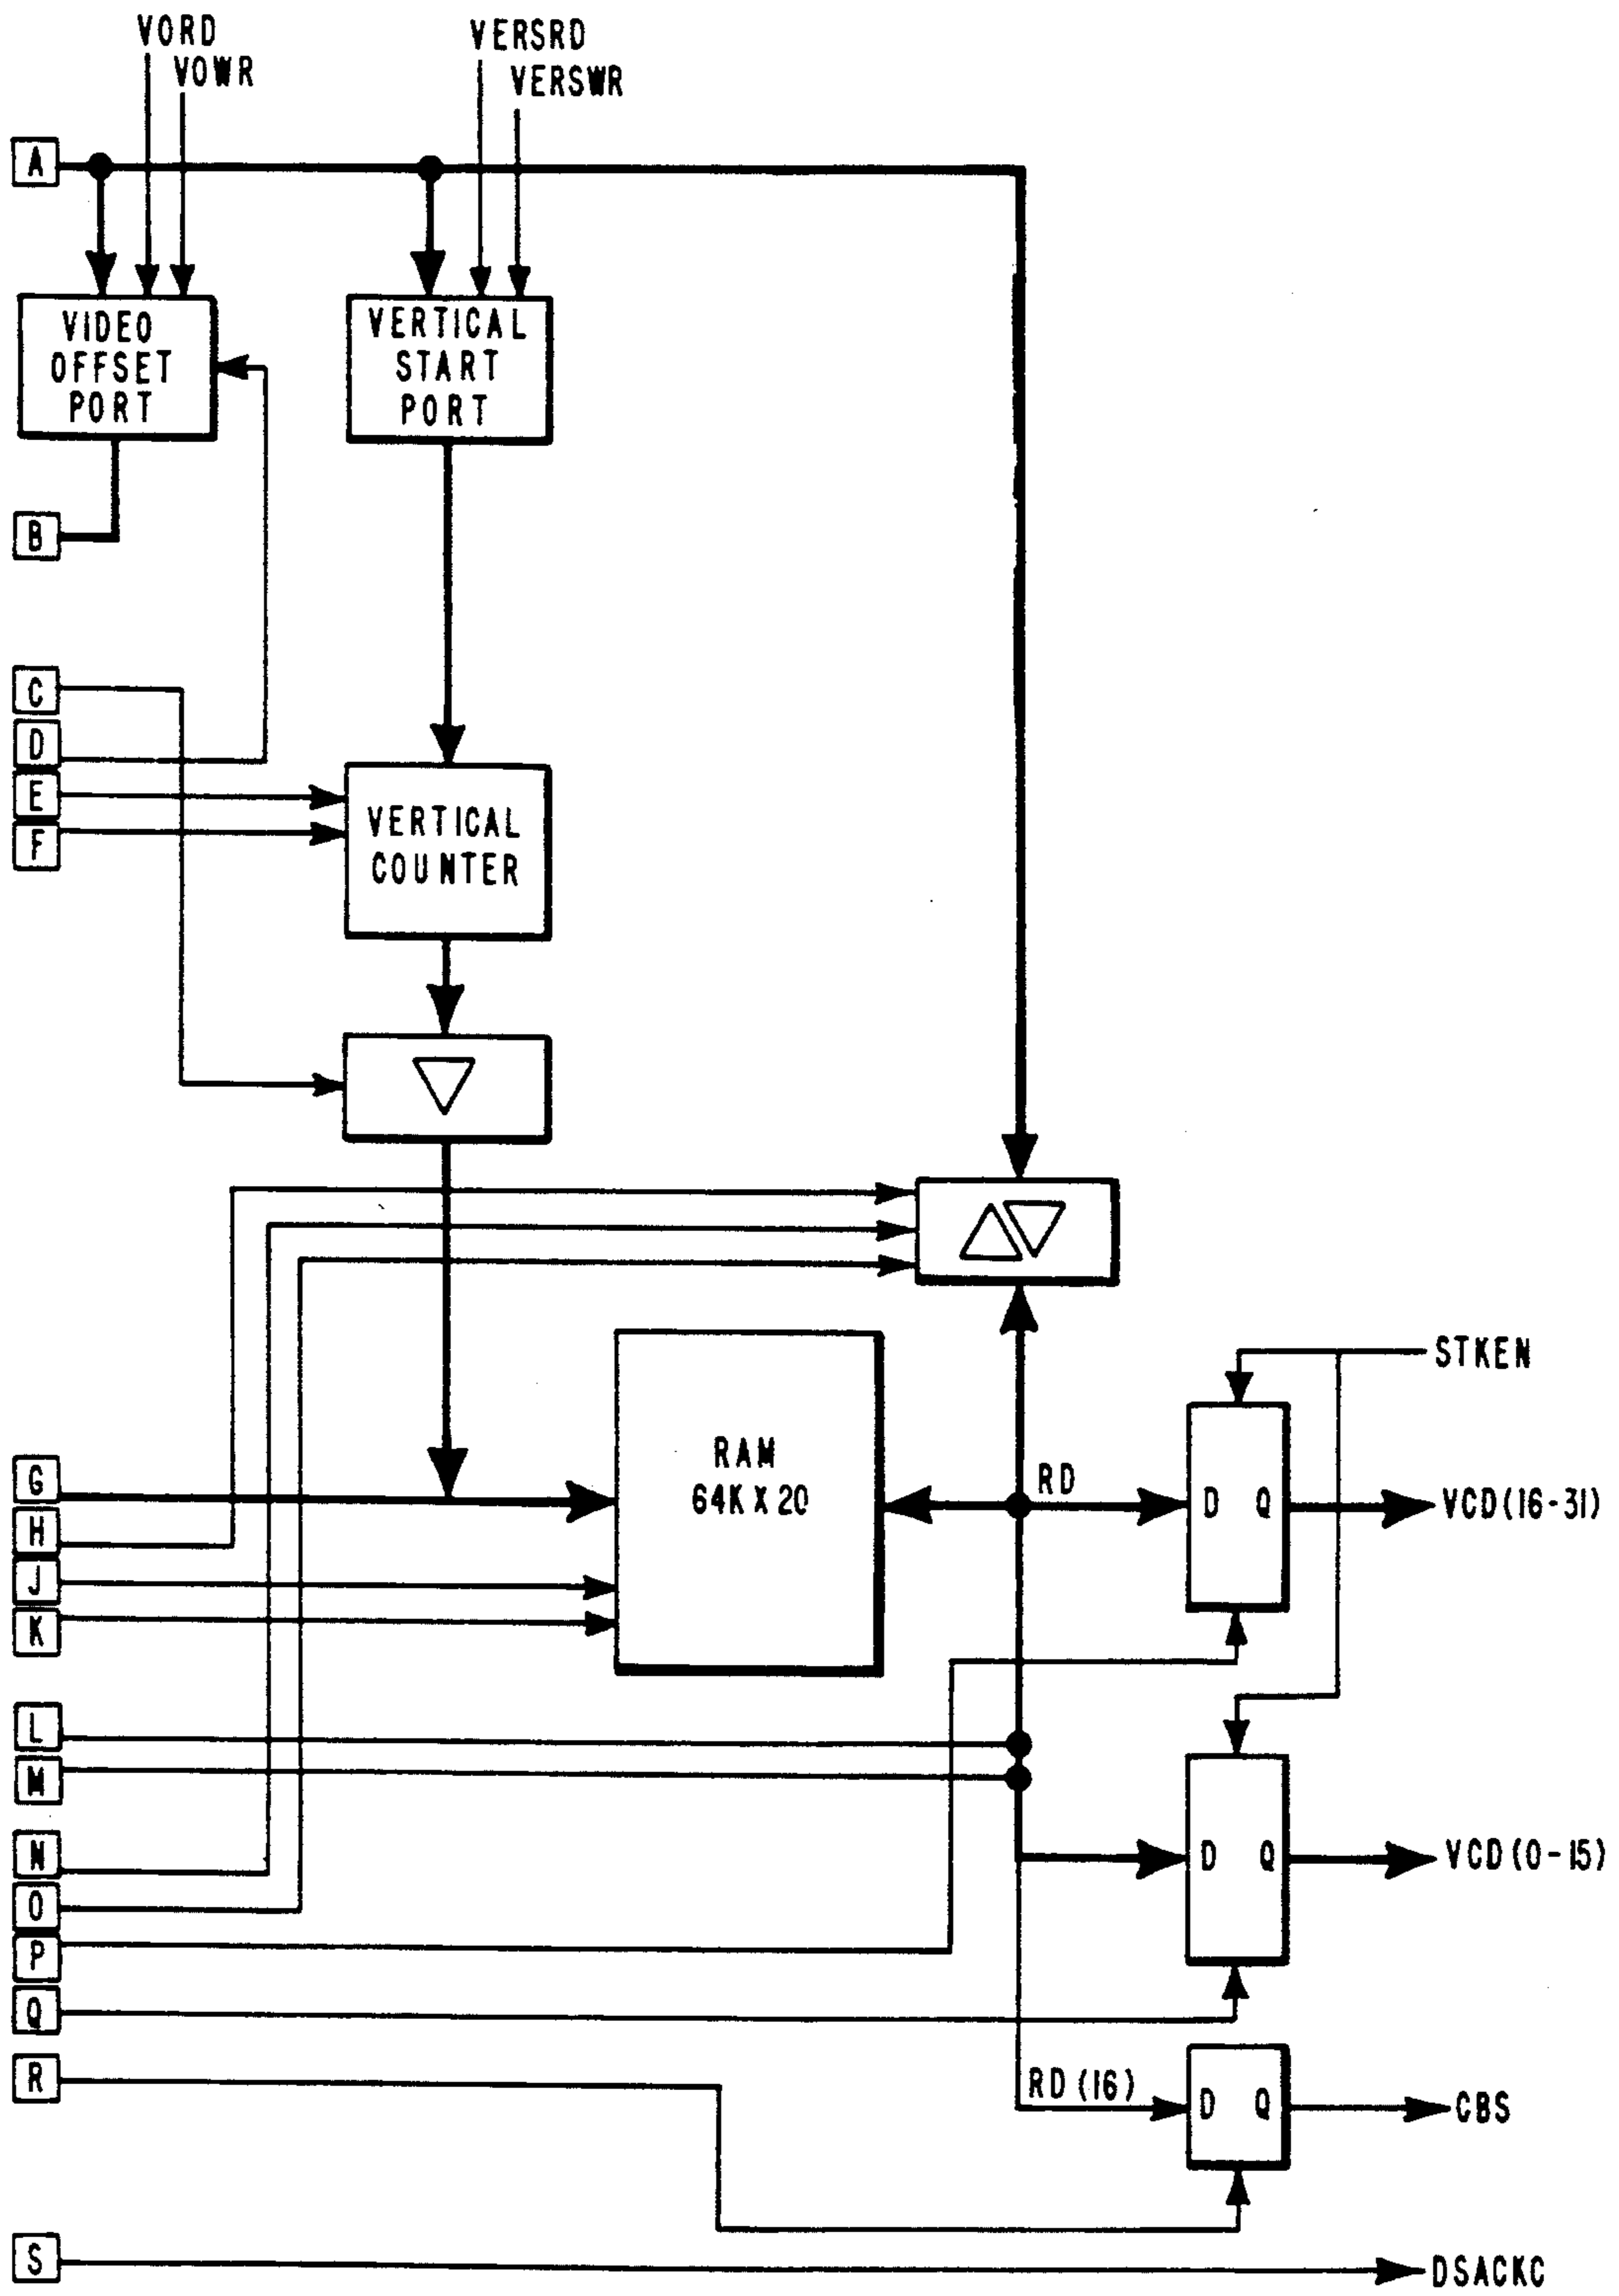 VORD
VOWR
VERSRD
VERSWR
A
VIDEO
OFFSET
PORT
VERTICAL
START
PORT
B
C
D
E
F
VERTICAL
COUNTER
STKEN
G
RAM
64K X 20
RD
D Q
VCD(16-31)
H
J
K
L
M
N
D Q
VCD(0-15)
O
P
Q
R
RD(16)
D Q
CBS
S
DSACKC